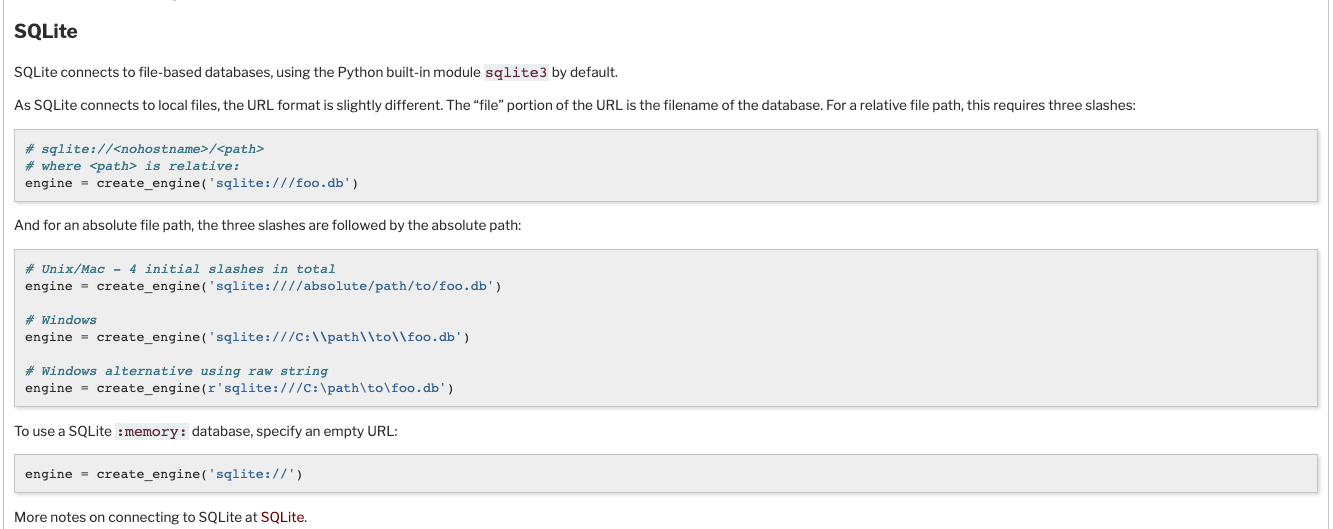 SQLite
SQLite connects to file-based databases, using the Python built-in module sqlite3 by default.
As SQLite connects to local files, the URL format is slightly different. The “file” portion of the URL is the filename of the database. For a relative file path, this requires three slashes:
# sqlite://<nohostname>/<path>
# where <path> is relative:
engine = create_engine('sqlite:///foo.db')
And for an absolute file path, the three slashes are followed by the absolute path:
# Unix/Mac - 4 initial slashes in total
engine = create_engine('sqlite:////absolute/path/to/foo.db')
# Windows
engine = create_engine('sqlite:///C:\\path\\to\\foo.db')
# Windows alternative using raw string
engine = create_engine(r'sqlite:///C:\path\to\foo.db')
To use a SQLite :memory: database, specify an empty URL:
engine = create_engine('sqlite://')
More notes on connecting to SQLite at SQLite.